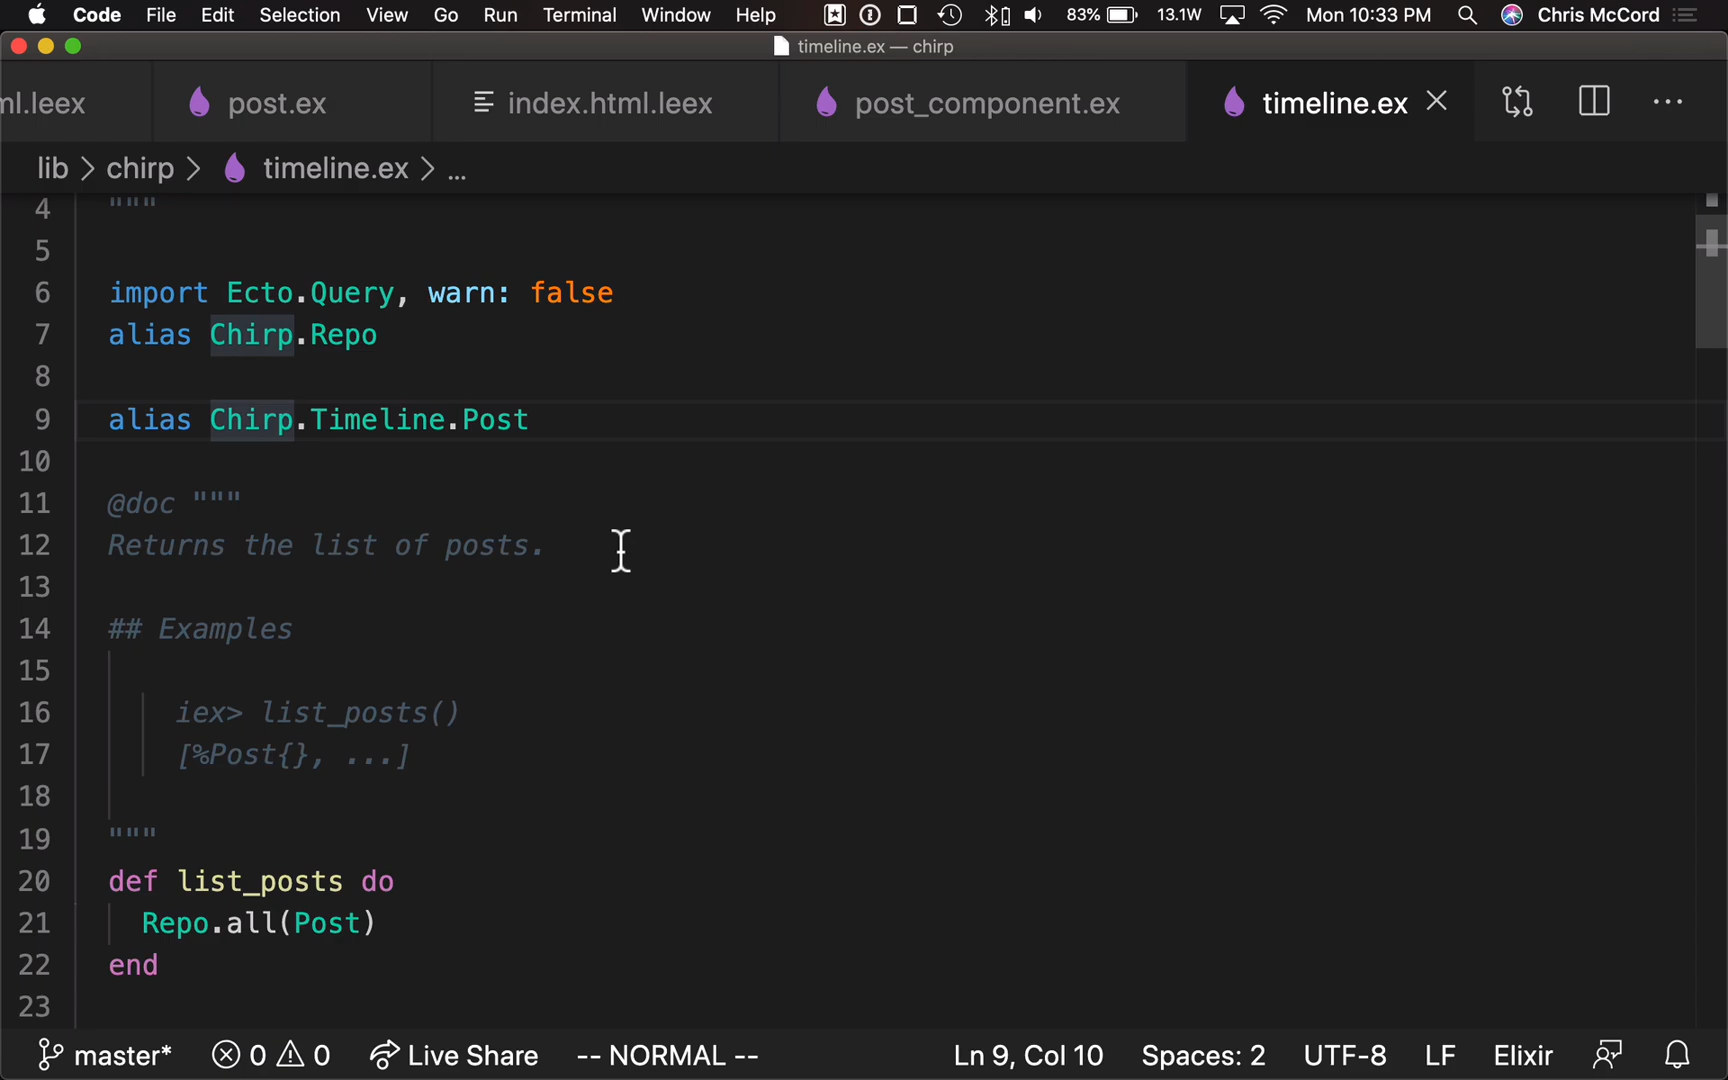 Code File Edit Selection View Go Run Terminal Window Help 83% 13.1W Mon 10:33 PM Chris McCord
timeline.ex — chirp
ml.leex post.ex index.html.leex post_component.ex timeline.ex
lib > chirp > timeline.ex > ...
4 """
5
6 import Ecto.Query, warn: false
7 alias Chirp.Repo
8
9 alias Chirp.Timeline.Post
10
11 @doc """
12 Returns the list of posts.
13
14 ## Examples
15
16 iex> list_posts()
17 [%Post{}, ...]
18
19 """
20 def list_posts do
21 Repo.all(Post)
22 end
23
master* 0 0 Live Share -- NORMAL -- Ln 9, Col 10 Spaces: 2 UTF-8 LF Elixir